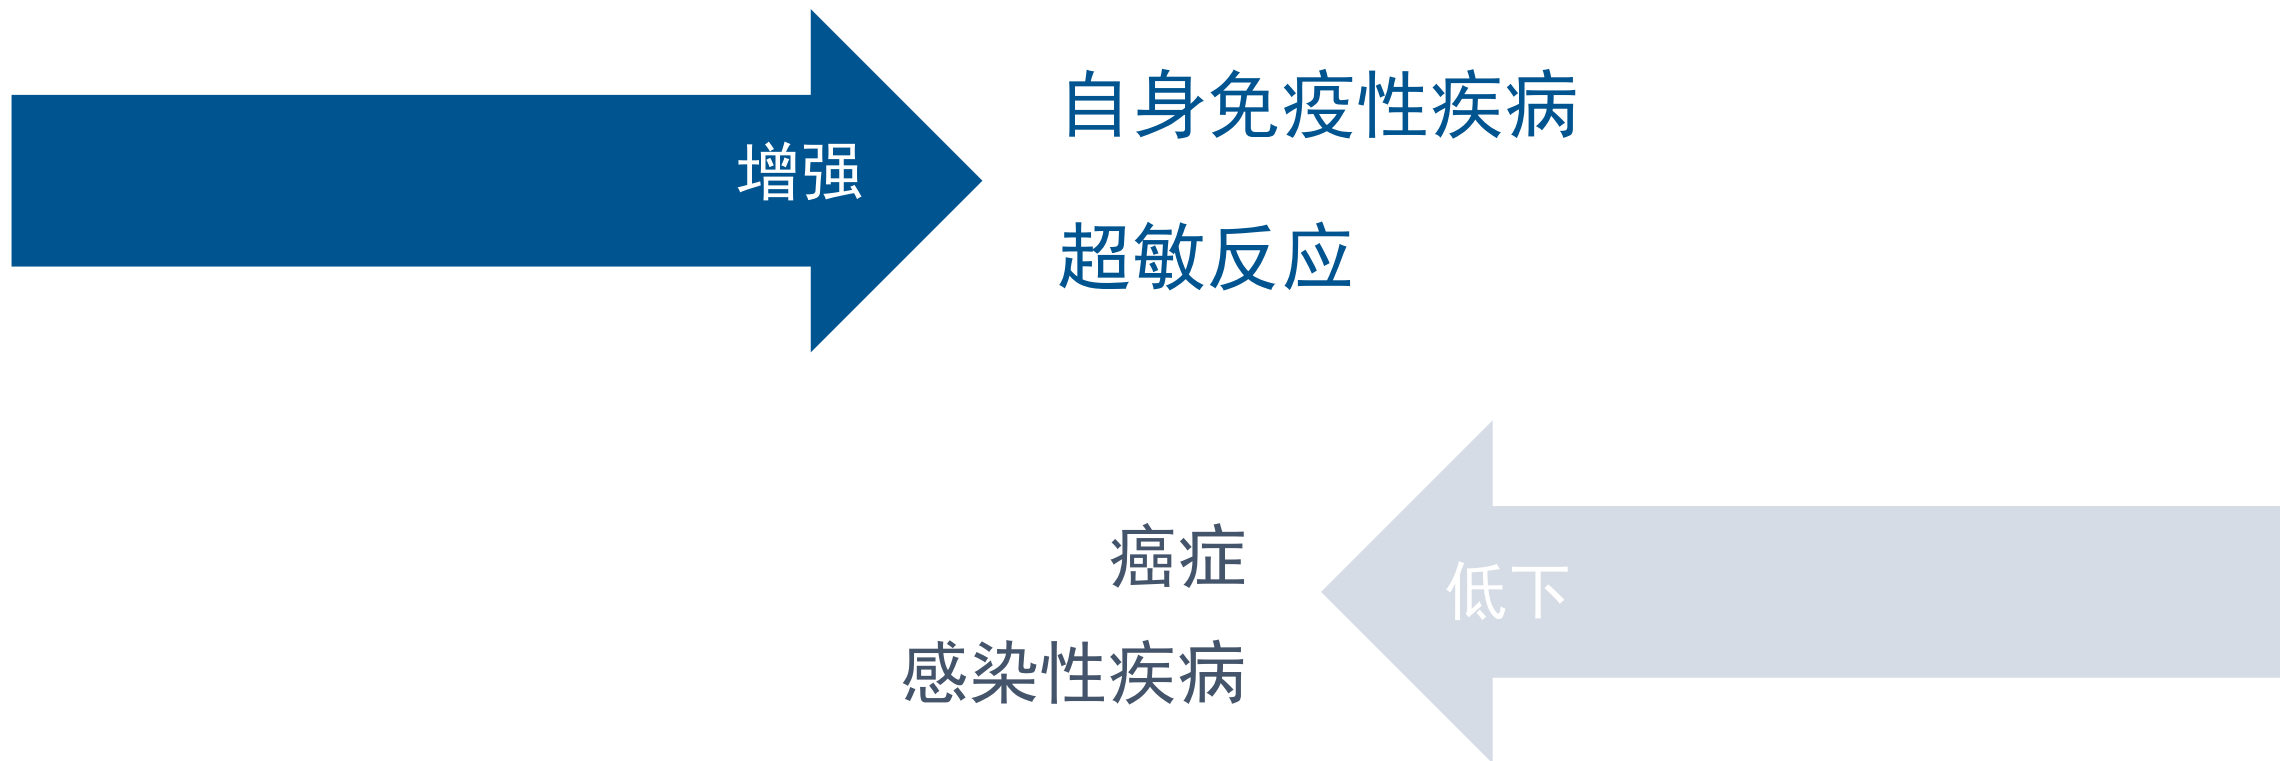 增强
自身免疫性疾病
超敏反应
癌症
低下
感染性疾病